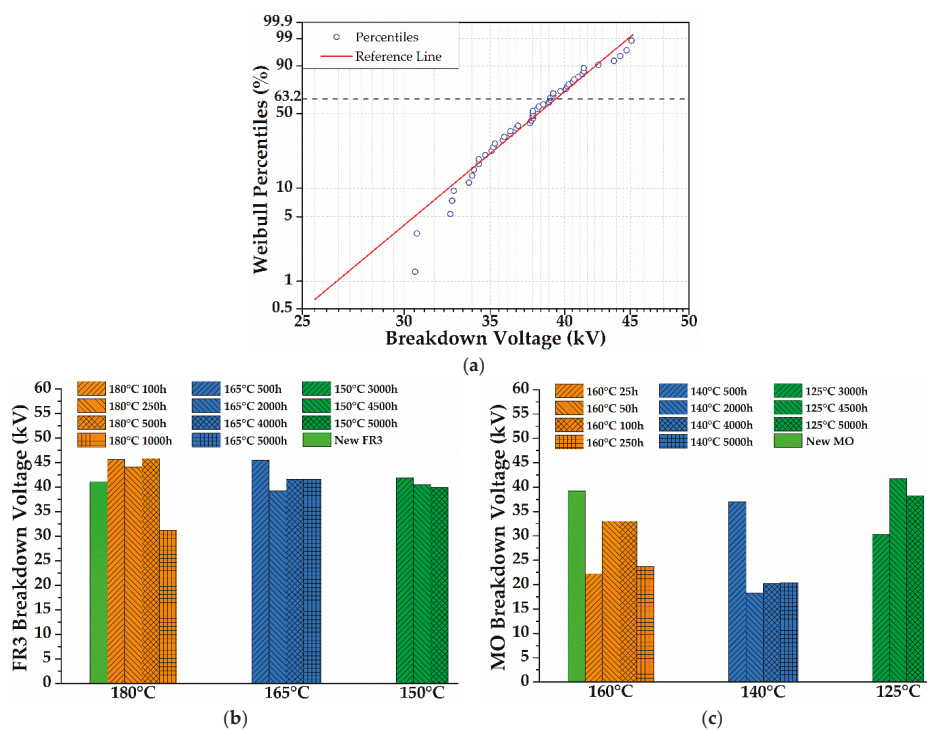 (a)
99.9
99
90
63.2
50
10
5
1
0.5
Weibull Percentiles (%)
Percentiles
Reference Line
25 30 35 40 45 50
Breakdown Voltage (kV)
(a)
60
55
50
45
40
35
30
25
20
15
10
5
0
FR3 Breakdown Voltage (kV)
180°C 100h 165°C 500h 150°C 3000h
180°C 250h 165°C 2000h 150°C 4500h
180°C 500h 165°C 4000h 150°C 5000h
180°C 1000h 165°C 5000h New FR3
180°C 165°C 150°C
(b)
60
55
50
45
40
35
30
25
20
15
10
5
0
MO Breakdown Voltage (kV)
160°C 25h 140°C 500h 125°C 3000h
160°C 50h 140°C 2000h 125°C 4500h
160°C 100h 140°C 4000h 125°C 5000h
160°C 250h 140°C 5000h New MO
160°C 140°C 125°C
(c)